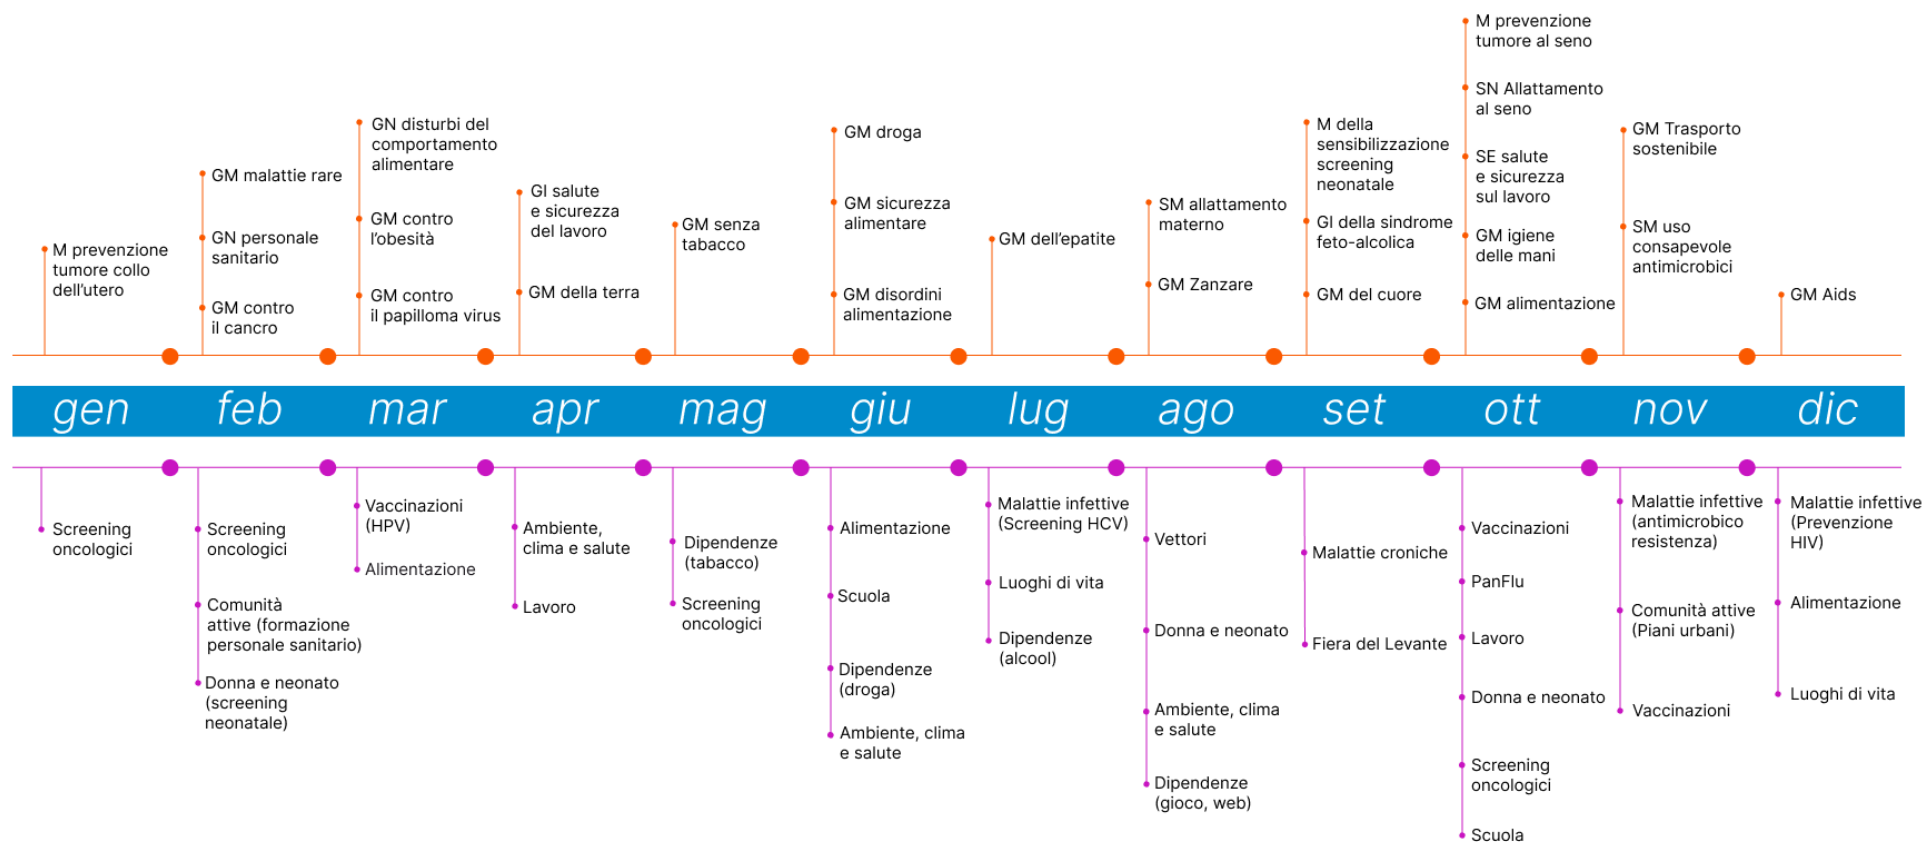 M prevenzione
tumore collo
dell'utero
GM malattie rare
GN personale
sanitario
GM contro
il cancro
GN disturbi del
comportamento
alimentare
GM contro
l'obesità
GM contro
il papilloma virus
GI salute
e sicurezza
del lavoro
GM della terra
GM senza
tabacco
GM droga
GM sicurezza
alimentare
GM disordini
alimentazione
GM dell'epatite
SM allattamento
materno
GM Zanzare
M della
sensibilizzazione
screening
neonatale
GI della sindrome
feto-alcolica
GM del cuore
M prevenzione
tumore al seno
SN Allattamento
al seno
SE salute
e sicurezza
sul lavoro
GM igiene
delle mani
GM alimentazione
GM Trasporto
sostenibile
SM uso
consapevole
antimicrobici
GM Aids
gen feb mar apr mag giu lug ago set ott nov dic
Screening
oncologici
Screening
oncologici
Comunità
attive (formazione
personale sanitario)
Donna e neonato
(screening
neonatale)
Vaccinazioni
(HPV)
Alimentazione
Ambiente,
clima e salute
Lavoro
Dipendenze
(tabacco)
Screening
oncologici
Alimentazione
Scuola
Dipendenze
(droga)
Ambiente, clima
e salute
Malattie infettive
(Screening HCV)
Luoghi di vita
Dipendenze
(alcool)
Vettori
Donna e neonato
Ambiente, clima
e salute
Dipendenze
(gioco, web)
Malattie croniche
Fiera del Levante
Vaccinazioni
PanFlu
Lavoro
Donna e neonato
Screening
oncologici
Scuola
Malattie infettive
(antimicrobico
resistenza)
Comunità attive
(Piani urbani)
Vaccinazioni
Malattie infettive
(Prevenzione
HIV)
Alimentazione
Luoghi di vita